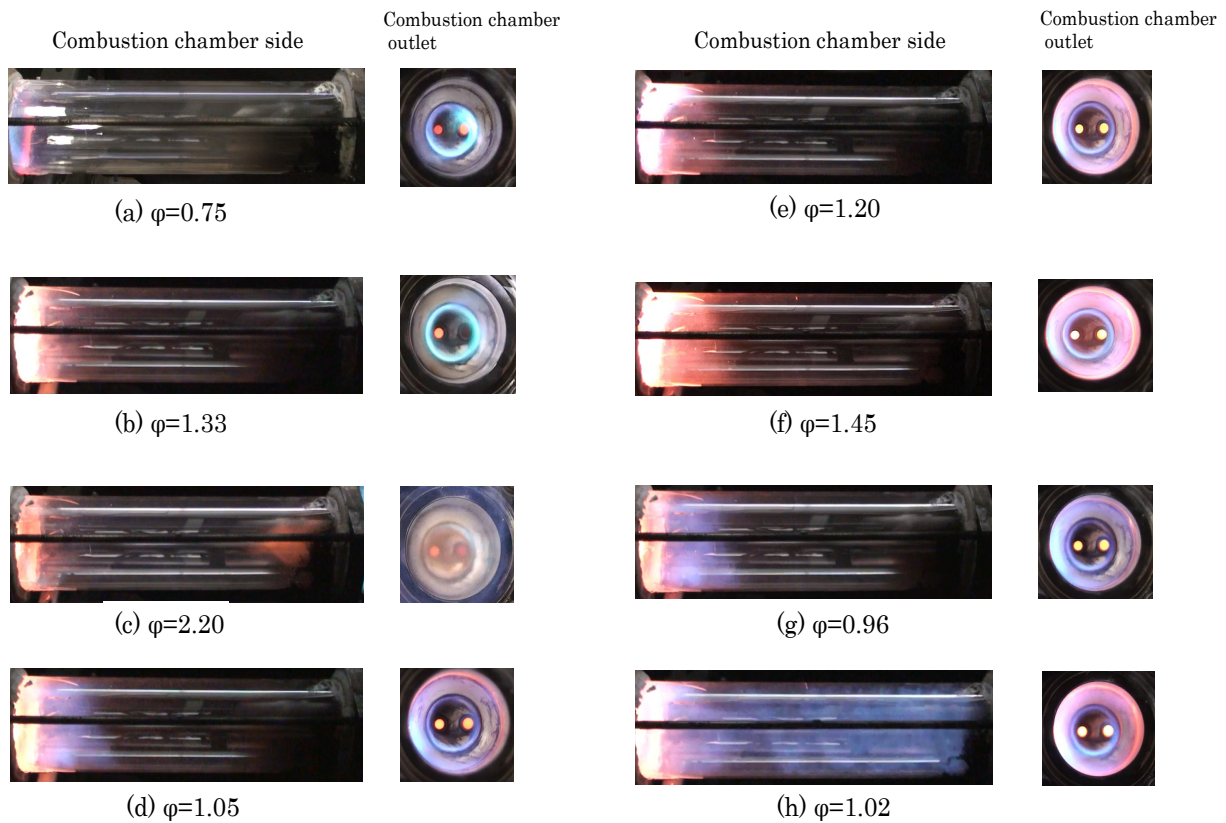 Combustion chamber side
Combustion chamber
outlet
Combustion chamber side
Combustion chamber
outlet
(a) φ=0.75
(e) φ=1.20
(b) φ=1.33
(f) φ=1.45
(c) φ=2.20
(g) φ=0.96
(d) φ=1.05
(h) φ=1.02